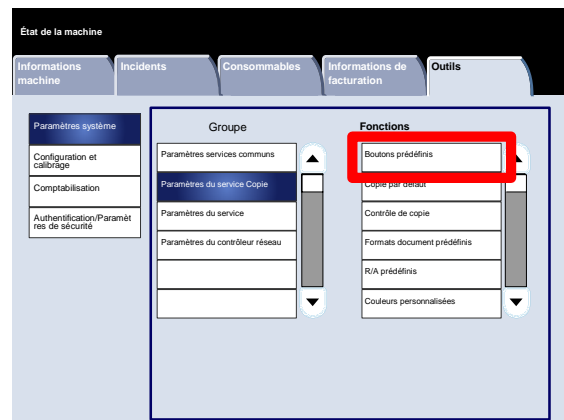 État de la machine
Informations
machine
Incidents
Consommables
Informations de
facturation
Outils
Paramètres système
Configuration et
calibrage
Comptabilisation
Authentification/Paramèt
res de sécurité
Groupe
Paramètres services communs
Paramètres du service Copie
Paramètres du service
Paramètres du contrôleur réseau
Fonctions
Boutons prédéfinis
Copie par défaut
Contrôle de copie
Formats document prédéfinis
R/A prédéfinis
Couleurs personnalisées